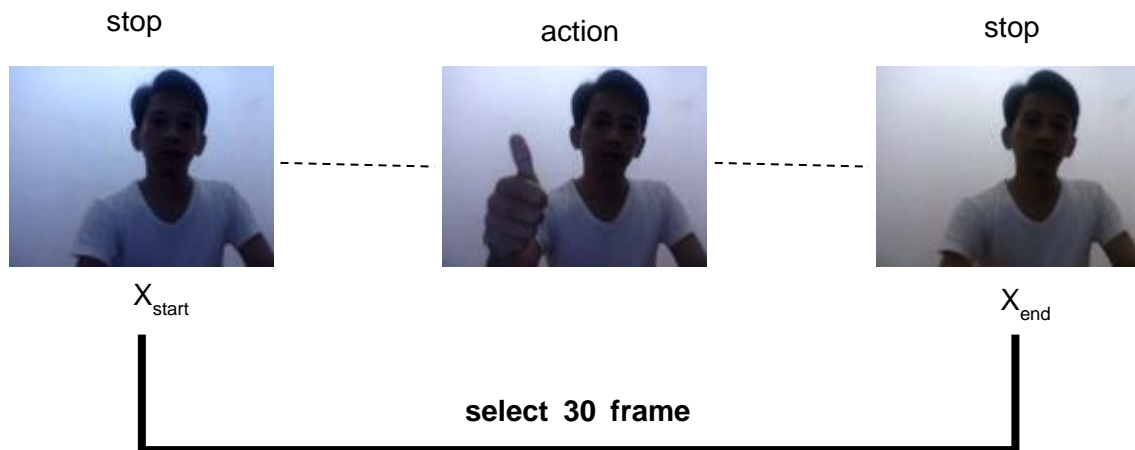 stop
action
stop
X_start
X_end
select 30 frame